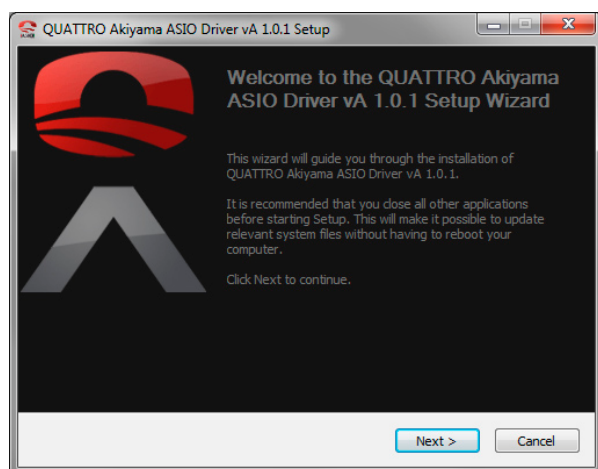 QUATTRO Akiyama ASIO Driver vA 1.0.1 Setup
Welcome to the QUATTRO Akiyama
ASIO Driver vA 1.0.1 Setup Wizard
This wizard will guide you through the installation of
QUATTRO Akiyama ASIO Driver vA 1.0.1.
It is recommended that you close all other applications
before starting Setup. This will make it possible to update
relevant system files without having to reboot your
computer.
Click Next to continue.
Next >
Cancel